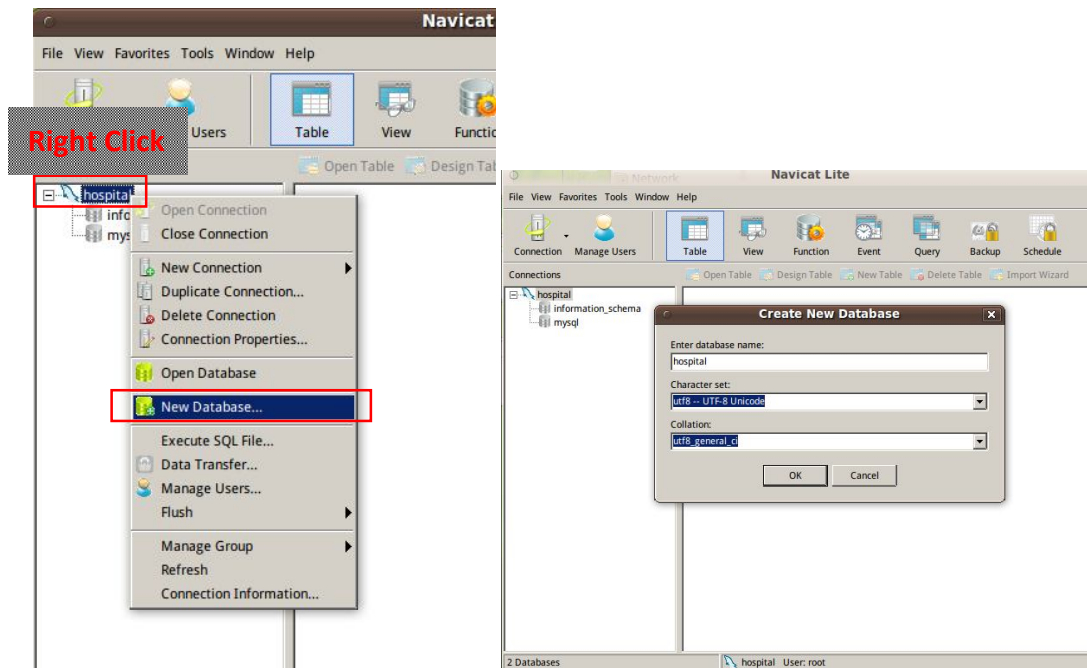 Navicat
File View Favorites Tools Window Help
Users
Table
View
Functio
Right Click
Open Table
Design Tal
hospital
info
mys
Open Connection
Close Connection
New Connection
Duplicate Connection...
Delete Connection
Connection Properties...
Open Database
New Database...
Execute SQL File...
Data Transfer...
Manage Users...
Flush
Manage Group
Refresh
Connection Information...
Network
Navicat Lite
File View Favorites Tools Window Help
Connection Manage Users Table View Function Event Query Backup Schedule
Connections Open Table Design Table New Table Delete Table Import Wizard
hospital
information_schema
mysql
Create New Database
Enter database name:
hospital
Character set:
utf8 -- UTF-8 Unicode
Collation:
utf8_general_ci
OK Cancel
2 Databases hospital User: root